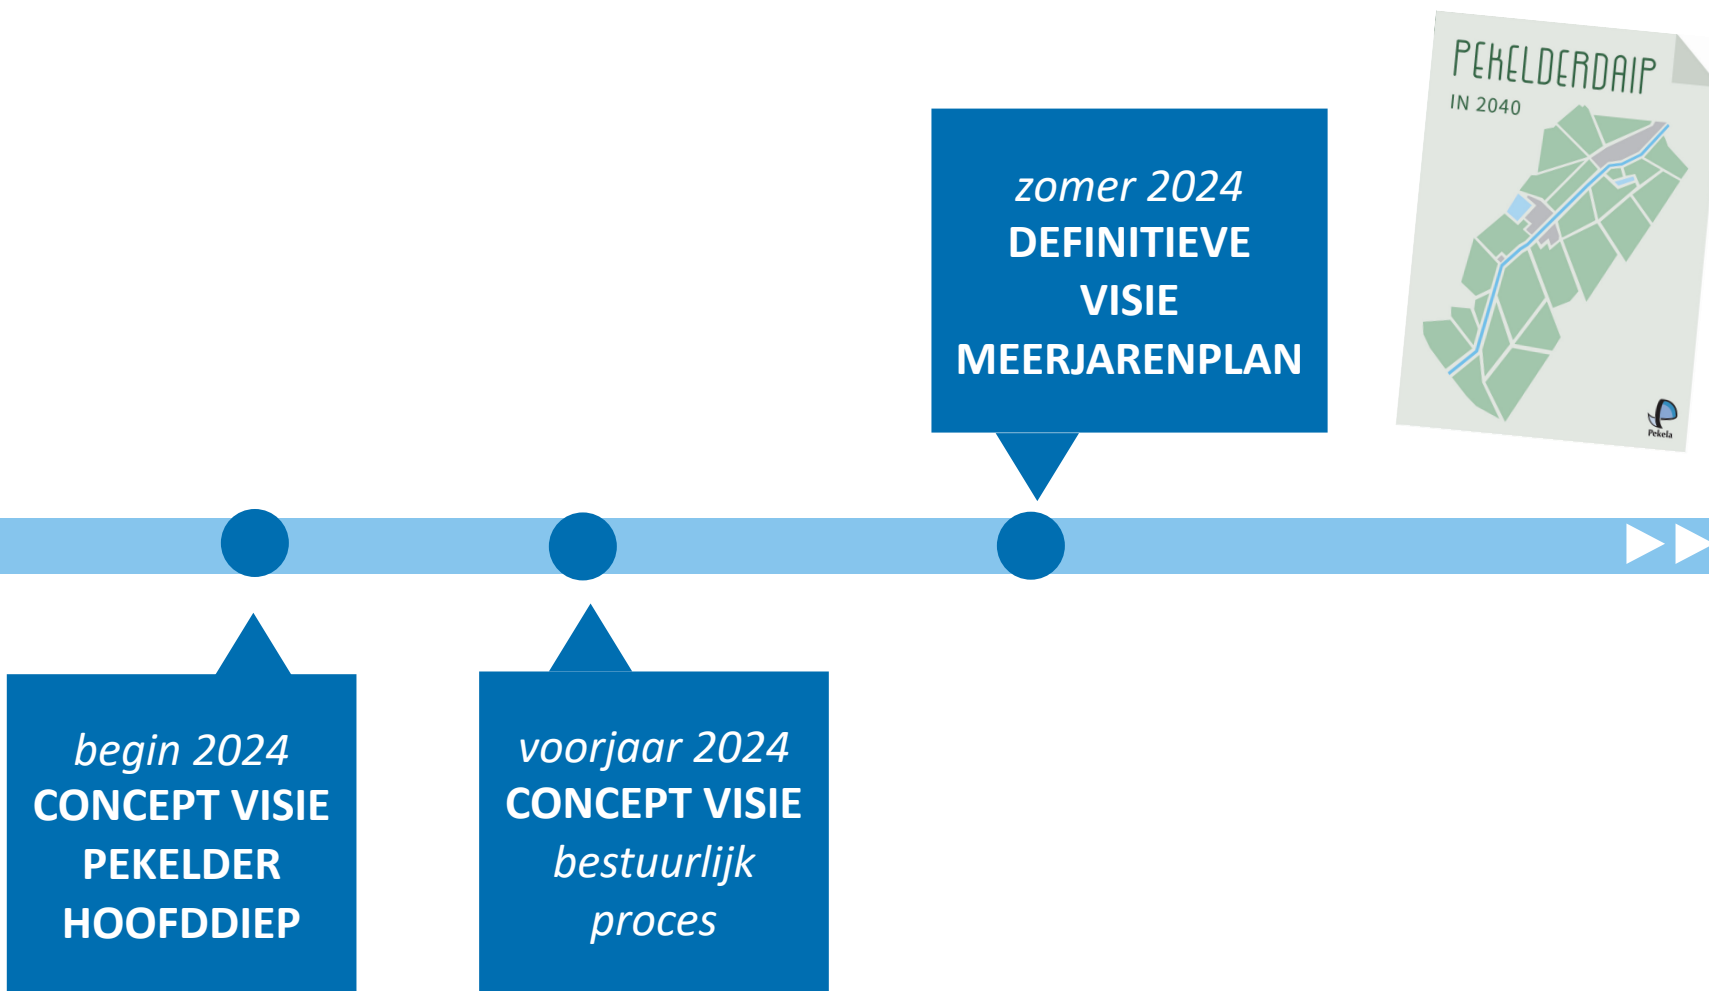 PEKELDERDAIP
IN 2040
Pekela
zomer 2024
DEFINITIEVE
VISIE
MEERJARENPLAN
begin 2024
CONCEPT VISIE
PEKELDER
HOOFDDIEP
voorjaar 2024
CONCEPT VISIE
bestuurlijk
proces